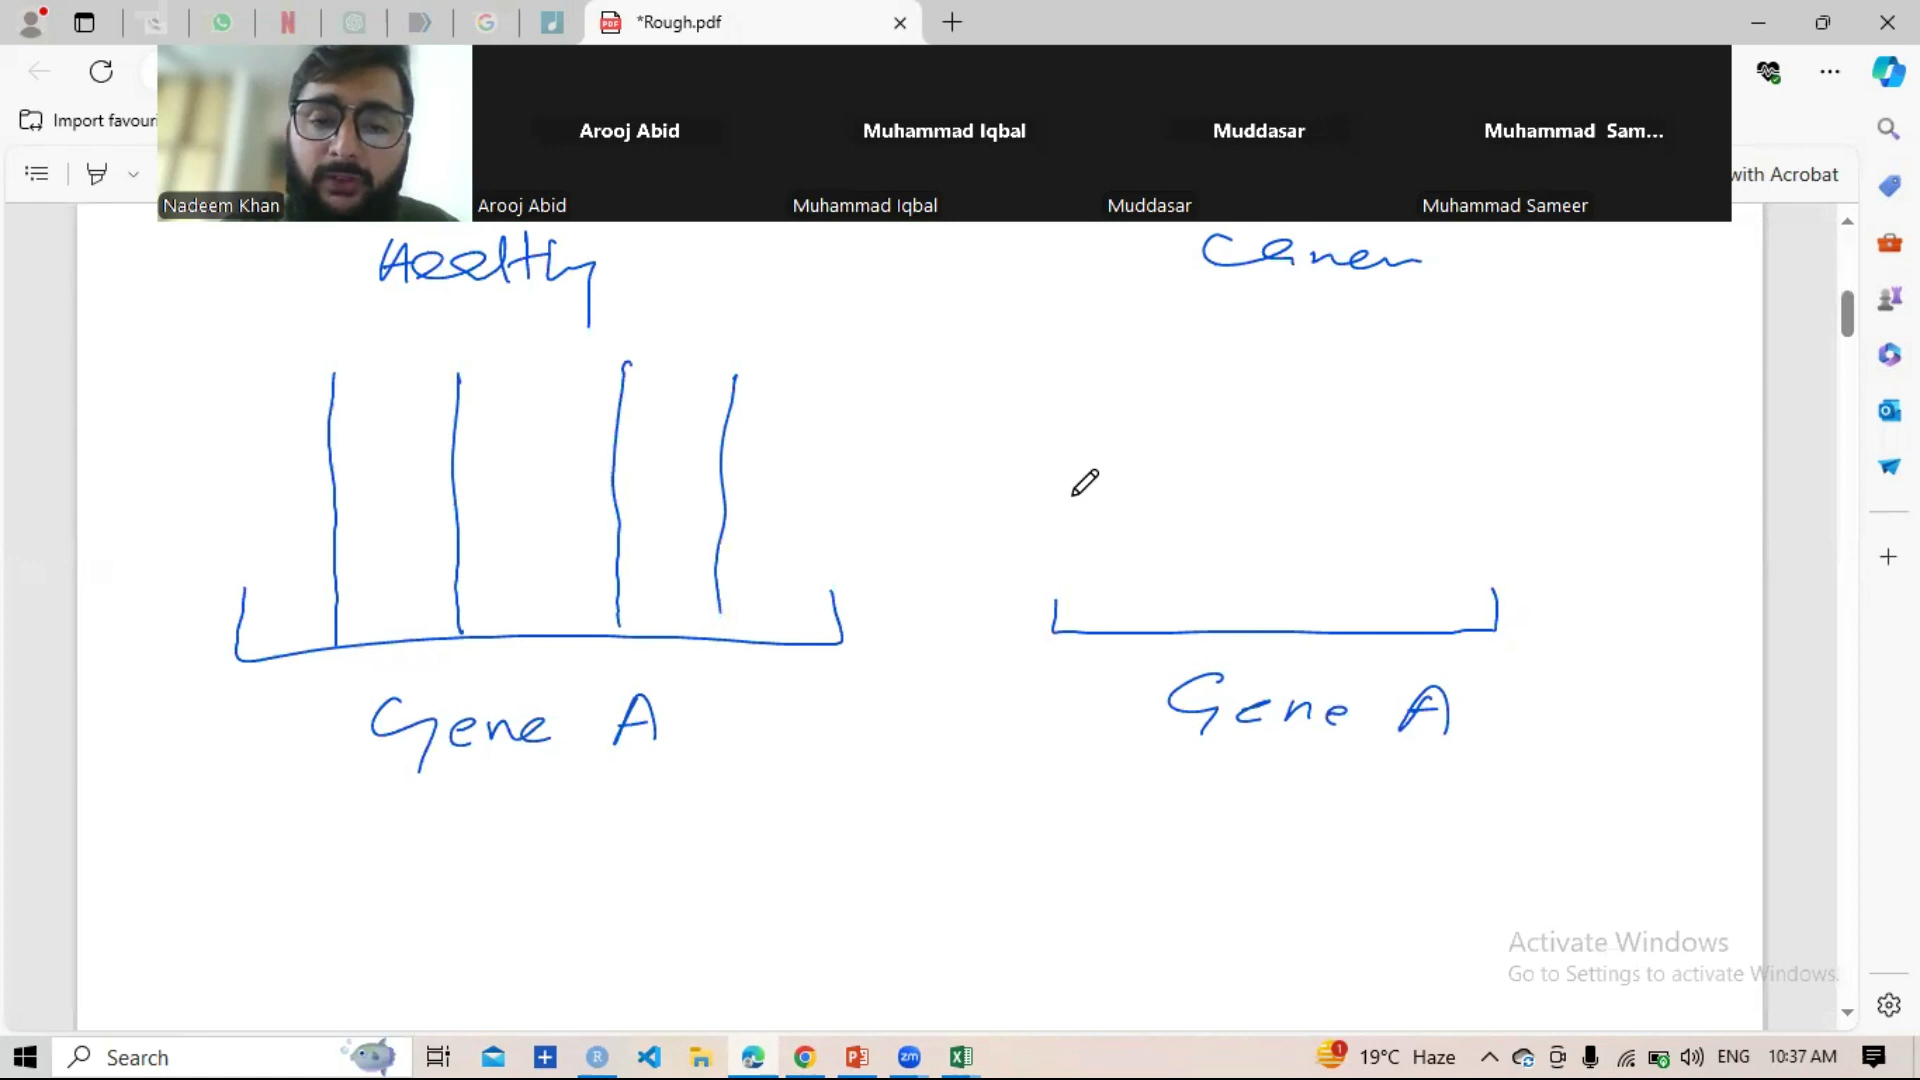 *Rough.pdf
Import favour
Arooj Abid
Muhammad Iqbal
Muddasar
Muhammad Sam...
with Acrobat
Nadeem Khan
Arooj Abid
Muhammad Iqbal
Muddasar
Muhammad Sameer
Healthy
Cancer
Gene A
Gene A
Activate Windows
Go to Settings to activate Windows.
Search
19°C Haze
ENG
10:37 AM